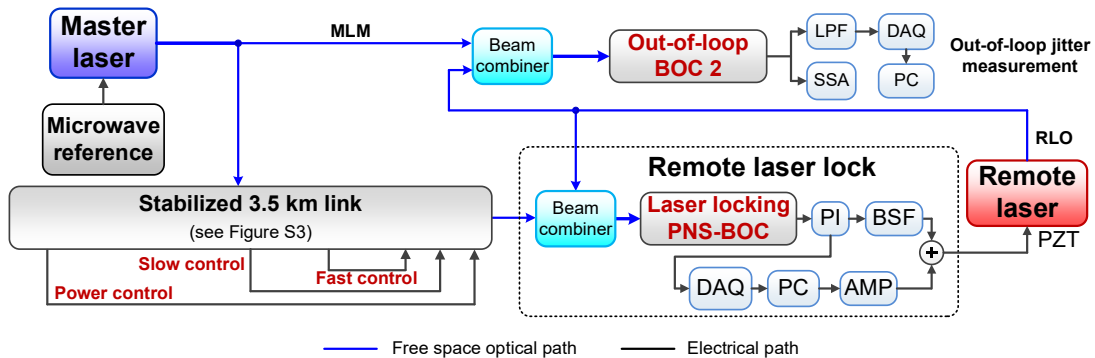 Master
laser
MLM
Beam
combiner
Out-of-loop
BOC 2
LPF
DAQ
SSA
PC
Out-of-loop jitter
measurement
Microwave
reference
RLO
Remote laser lock
Remote
laser
Stabilized 3.5 km link
(see Figure S3)
Beam
combiner
Laser locking
PNS-BOC
PI
BSF
+
PZT
Slow control
Fast control
Power control
DAQ
PC
AMP
Free space optical path
Electrical path